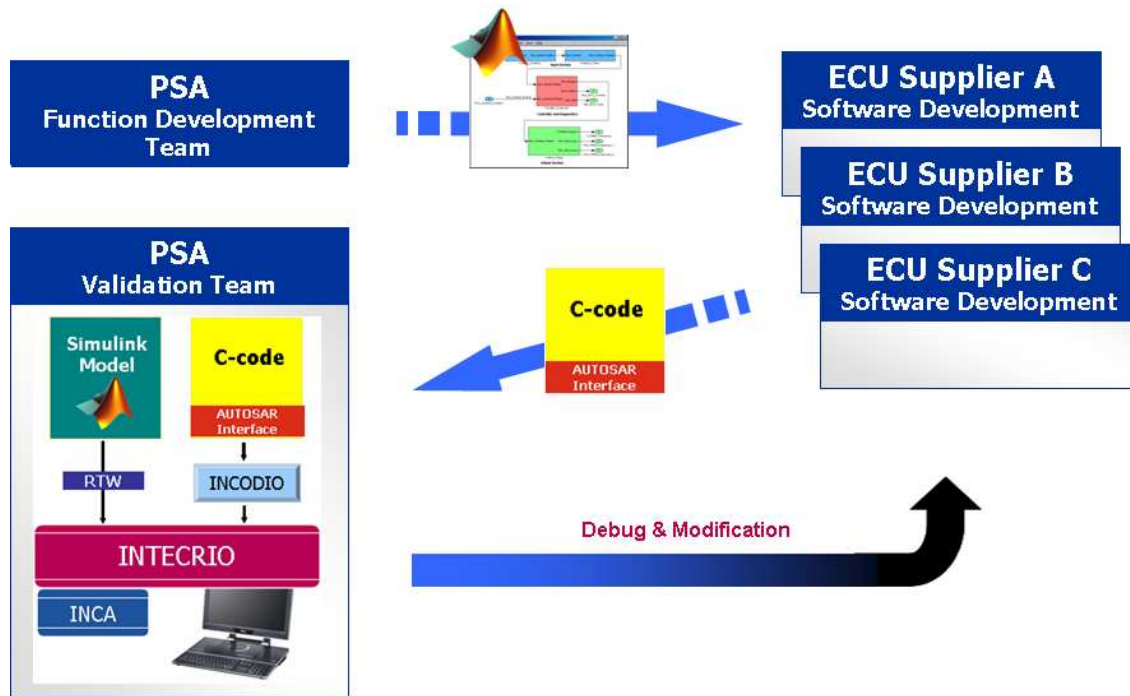 PSA
Function Development
Team
ECU Supplier A
Software Development
ECU Supplier B
Software Development
ECU Supplier C
Software Development
PSA
Validation Team
Simulink
Model
C-code
AUTOSAR
Interface
RTW
INCODIO
INTECRIO
INCA
C-code
AUTOSAR
Interface
Debug & Modification